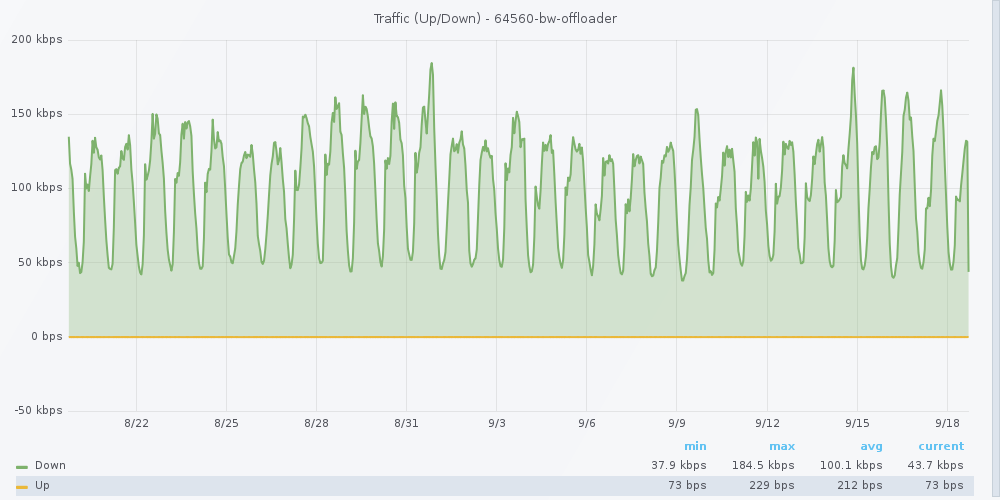 Traffic (Up/Down) - 64560-bw-offloader
200 kbps
150 kbps
100 kbps
50 kbps
0 bps
-50 kbps
8/22 8/25 8/28 8/31 9/3 9/6 9/9 9/12 9/15 9/18
min max avg current
Down 37.9 kbps 184.5 kbps 100.1 kbps 43.7 kbps
Up 73 bps 229 bps 212 bps 73 bps